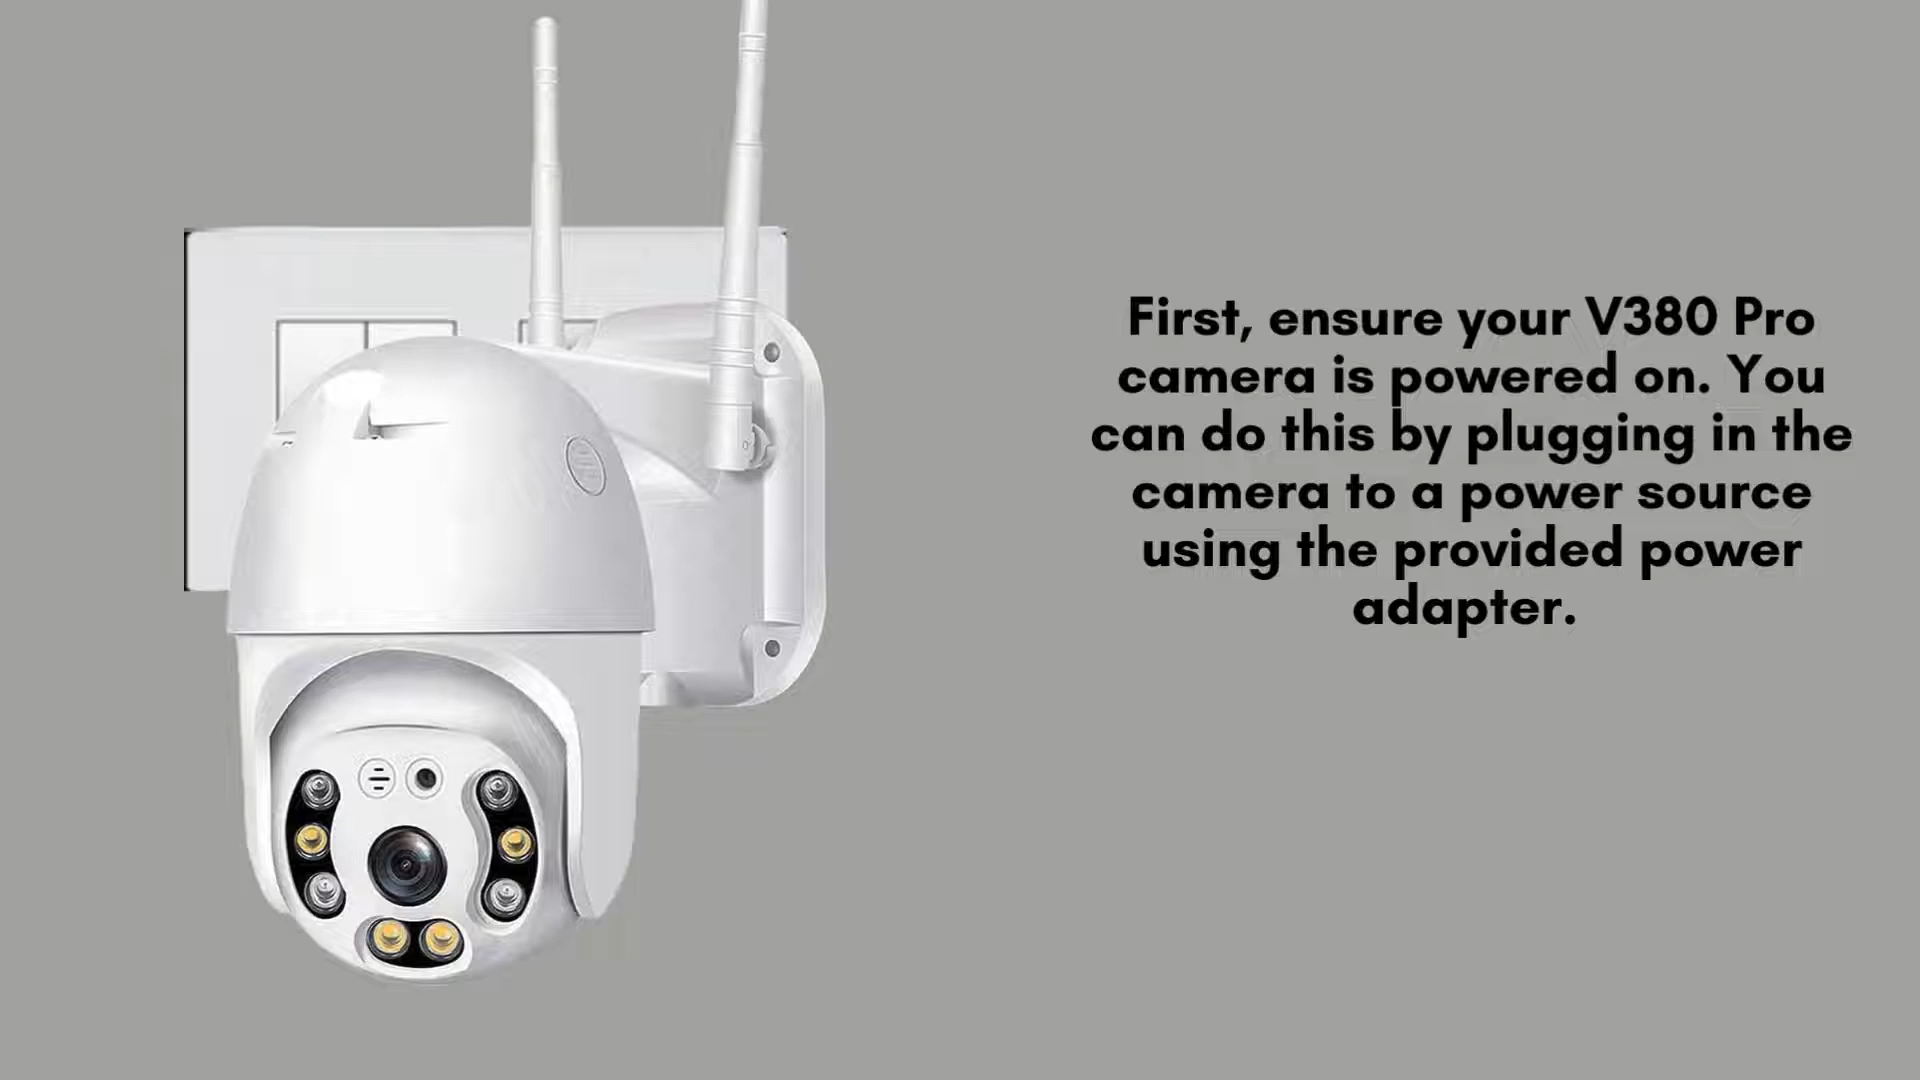 First, ensure your V380 Pro
camera is powered on. You
can do this by plugging in the
camera to a power source
using the provided power
adapter.